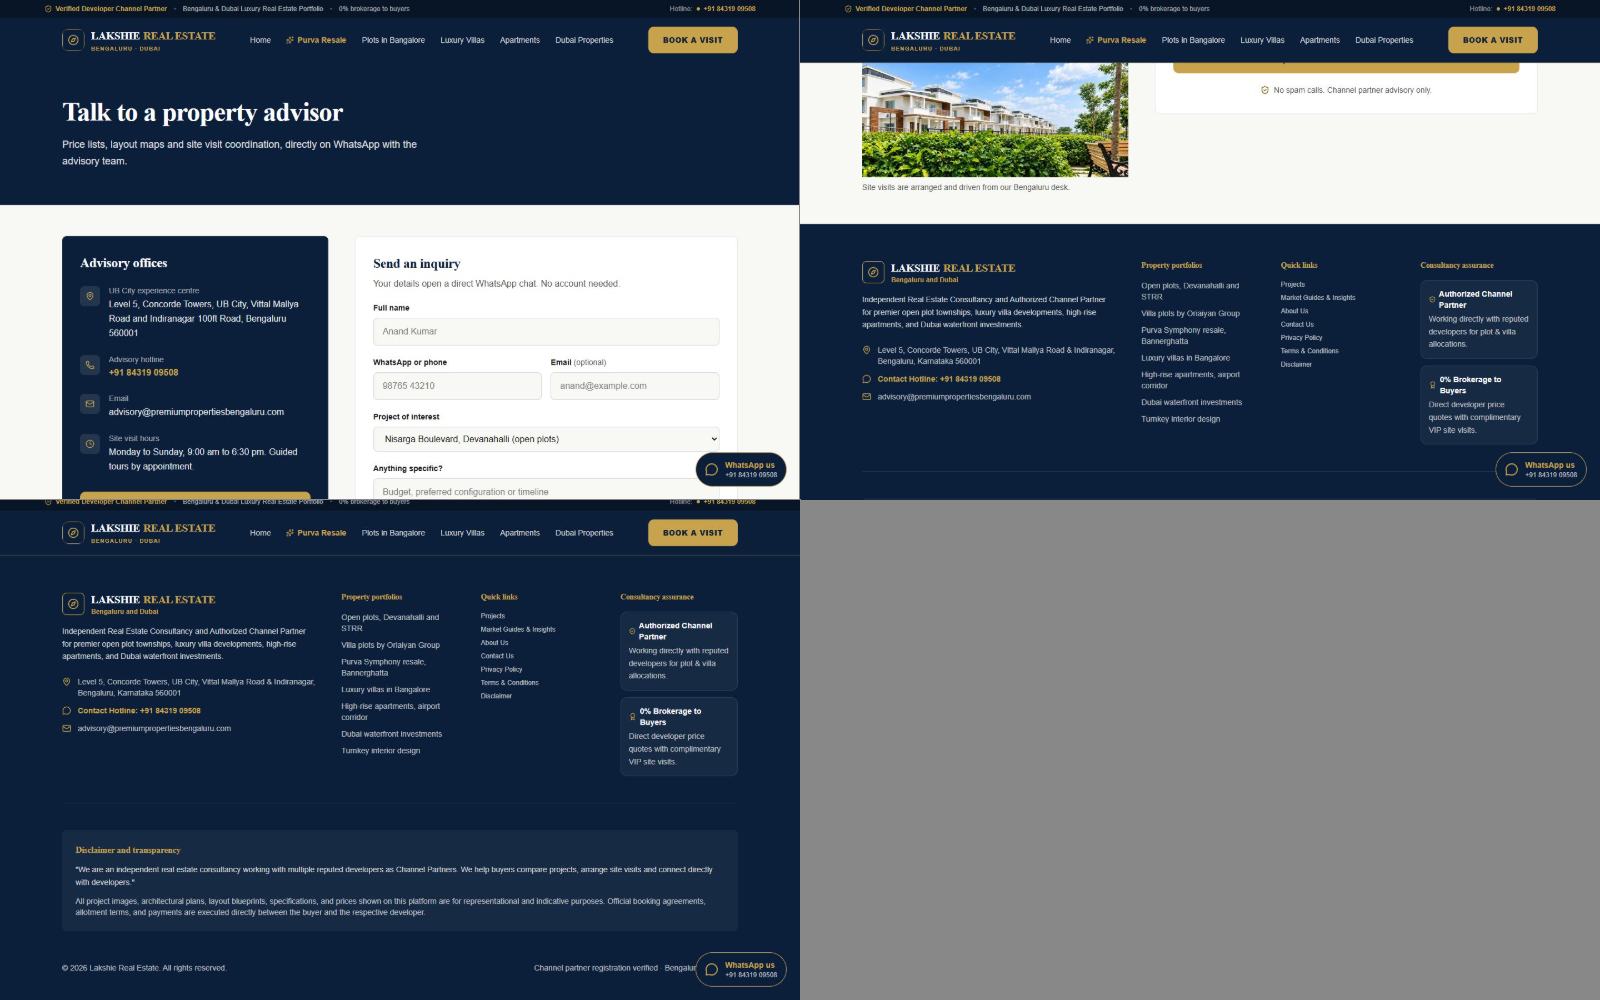 Verified Developer Channel Partner • Bengaluru & Dubai Luxury Real Estate Portfolio • 0% brokerage to buyers
Hotline: +91 84319 09508
LAKSHIE REAL ESTATE
BENGALURU · DUBAI
Home
Purva Resale
Plots in Bangalore
Luxury Villas
Apartments
Dubai Properties
BOOK A VISIT
Talk to a property advisor
Price lists, layout maps and site visit coordination, directly on WhatsApp with the
advisory team.
Advisory offices
UB City experience centre
Level 5, Concorde Towers, UB City, Vittal Mallya
Road and Indiranagar 100ft Road, Bengaluru
560001
Advisory hotline
+91 84319 09508
Email
advisory@premiumpropertiesbengaluru.com
Site visit hours
Monday to Sunday, 9:00 am to 6:30 pm. Guided
tours by appointment.
Send an inquiry
Your details open a direct WhatsApp chat. No account needed.
Full name
Anand Kumar
WhatsApp or phone
98765 43210
Email (optional)
anand@example.com
Project of interest
Nisarga Boulevard, Devanahalli (open plots)
Anything specific?
Budget, preferred configuration or timeline
WhatsApp us
+91 84319 09508
Verified Developer Channel Partner • Bengaluru & Dubai Luxury Real Estate Portfolio • 0% brokerage to buyers
Hotline: +91 84319 09508
LAKSHIE REAL ESTATE
BENGALURU · DUBAI
Home
Purva Resale
Plots in Bangalore
Luxury Villas
Apartments
Dubai Properties
BOOK A VISIT
No spam calls. Channel partner advisory only.
Site visits are arranged and driven from our Bengaluru desk.
LAKSHIE REAL ESTATE
Bengaluru and Dubai
Independent Real Estate Consultancy and Authorized Channel Partner
for premier open plot townships, luxury villa developments, high-rise
apartments, and Dubai waterfront investments.
Level 5, Concorde Towers, UB City, Vittal Mallya Road & Indiranagar,
Bengaluru, Karnataka 560001
Contact Hotline: +91 84319 09508
advisory@premiumpropertiesbengaluru.com
Property portfolios
Open plots, Devanahalli and
STRR
Villa plots by Orlaiyan Group
Purva Symphony resale,
Bannerghatta
Luxury villas in Bangalore
High-rise apartments, airport
corridor
Dubai waterfront investments
Turnkey interior design
Quick links
Projects
Market Guides & Insights
About Us
Contact Us
Privacy Policy
Terms & Conditions
Disclaimer
Consultancy assurance
Authorized Channel
Partner
Working directly with reputed
developers for plot & villa
allocations.
0% Brokerage to
Buyers
Direct developer price
quotes with complimentary
VIP site visits.
WhatsApp us
+91 84319 09508
Verified Developer Channel Partner • Bengaluru & Dubai Luxury Real Estate Portfolio • 0% brokerage to buyers
Hotline: +91 84319 09508
LAKSHIE REAL ESTATE
BENGALURU · DUBAI
Home
Purva Resale
Plots in Bangalore
Luxury Villas
Apartments
Dubai Properties
BOOK A VISIT
LAKSHIE REAL ESTATE
Bengaluru and Dubai
Independent Real Estate Consultancy and Authorized Channel Partner
for premier open plot townships, luxury villa developments, high-rise
apartments, and Dubai waterfront investments.
Level 5, Concorde Towers, UB City, Vittal Mallya Road & Indiranagar,
Bengaluru, Karnataka 560001
Contact Hotline: +91 84319 09508
advisory@premiumpropertiesbengaluru.com
Property portfolios
Open plots, Devanahalli and
STRR
Villa plots by Orlaiyan Group
Purva Symphony resale,
Bannerghatta
Luxury villas in Bangalore
High-rise apartments, airport
corridor
Dubai waterfront investments
Turnkey interior design
Quick links
Projects
Market Guides & Insights
About Us
Contact Us
Privacy Policy
Terms & Conditions
Disclaimer
Consultancy assurance
Authorized Channel
Partner
Working directly with reputed
developers for plot & villa
allocations.
0% Brokerage to
Buyers
Direct developer price
quotes with complimentary
VIP site visits.
Disclaimer and transparency
"We are an independent real estate consultancy working with multiple reputed developers as Channel Partners. We help buyers compare projects, arrange site visits and connect directly
with developers."
All project images, architectural plans, layout blueprints, specifications, and prices shown on this platform are for representational and indicative purposes. Official booking agreements,
allotment terms, and payments are executed directly between the buyer and the respective developer.
© 2026 Lakshie Real Estate. All rights reserved.
Channel partner registration verified · Bengalur
WhatsApp us
+91 84319 09508